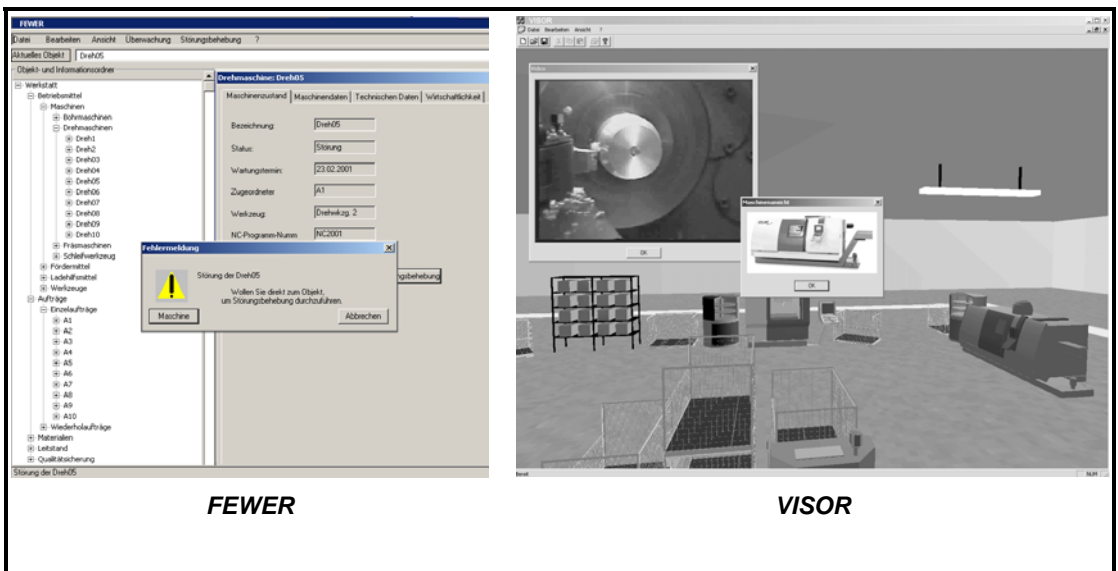 FEWER
Datei Bearbeiten Ansicht Überwachung Störungsbehebung ?
Aktuelles Objekt Dreh05
Objekt- und Informationsordner
Werkstatt
Betriebsmittel
Maschinen
Bohrmaschinen
Drehmaschinen
Dreh1
Dreh2
Dreh03
Dreh04
Dreh05
Dreh06
Dreh07
Dreh08
Dreh09
Dreh10
Fräsmaschinen
Schleifwerkzeug
Fördermittel
Ladehilfsmittel
Werkzeuge
Aufträge
Einzelaufträge
A1
A2
A3
A4
A5
A6
A7
A8
A9
A10
Wiederholaufträge
Materialien
Leitstand
Qualitätsicherung
Störung der Dreh05
Drehmaschine: Dreh05
Maschinenzustand Maschinendaten Technischen Daten Wirtschaftlichkeit
Bezeichnung: Dreh05
Status: Störung
Wartungstermin: 23.02.2001
Zugeordneter A1
Werkzeug: Drehwkzg. 2
NC-Programm-Numm NC2001
ngsbehebung
Fehlermeldung
Störung der Dreh05
Wollen Sie direkt zum Objekt,
um Störungsbehebung durchzuführen.
Maschine Abbrechen
VISOR
Datei Bearbeiten Ansicht ?
Video
OK
Maschinenansicht
OK
Bereit
NUM
FEWER
VISOR